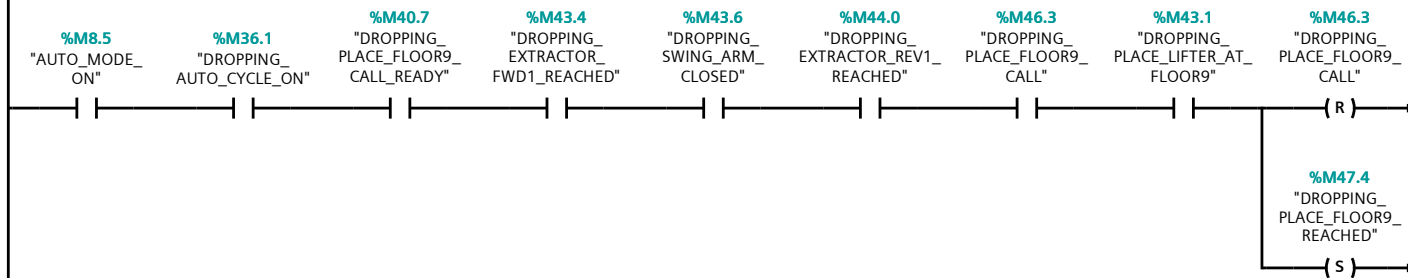 %M8.5
"AUTO_MODE_
ON"
%M36.1
"DROPPING_
AUTO_CYCLE_ON"
%M40.7
"DROPPING_
PLACE_FLOOR9_
CALL_READY"
%M43.4
"DROPPING_
EXTRACTOR_
FWD1_REACHED"
%M43.6
"DROPPING_
SWING_ARM_
CLOSED"
%M44.0
"DROPPING_
EXTRACTOR_REV1_
REACHED"
%M46.3
"DROPPING_
PLACE_FLOOR9_
CALL"
%M43.1
"DROPPING_
PLACE_LIFTER_AT_
FLOOR9"
%M46.3
"DROPPING_
PLACE_FLOOR9_
CALL"
R
%M47.4
"DROPPING_
PLACE_FLOOR9_
REACHED"
S